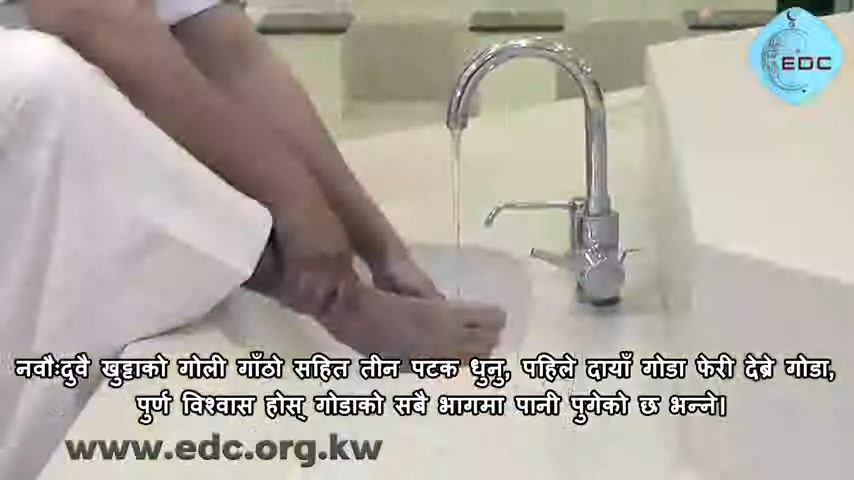 EDC
नवौःदुवै खुट्टाको गोली गाँठो सहित तीन पटक धुनु, पहिले दायाँ गोडा फेरी देब्रे गोडा,
पुर्ण विश्वास होस् गोडाको सबै भागमा पानी पुगेको छ भन्ने।
www.edc.org.kw